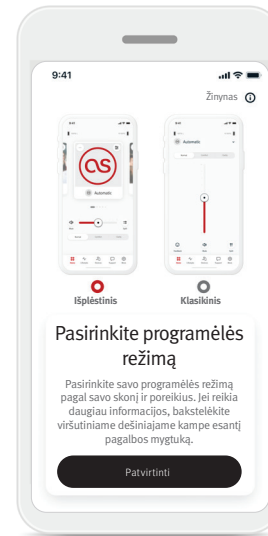 9:41
Žinynas
Automatic
Automatic
Išplėstinis
Klasikinis
Pasirinkite programėlės
režimą
Pasirinkite savo programėlės režimą
pagal savo skonį ir poreikius. Jei reikia
daugiau informacijos, bakstelėkite
viršutiniame dešiniajame kampe esantį
pagalbos mygtuką.
Patvirtinti